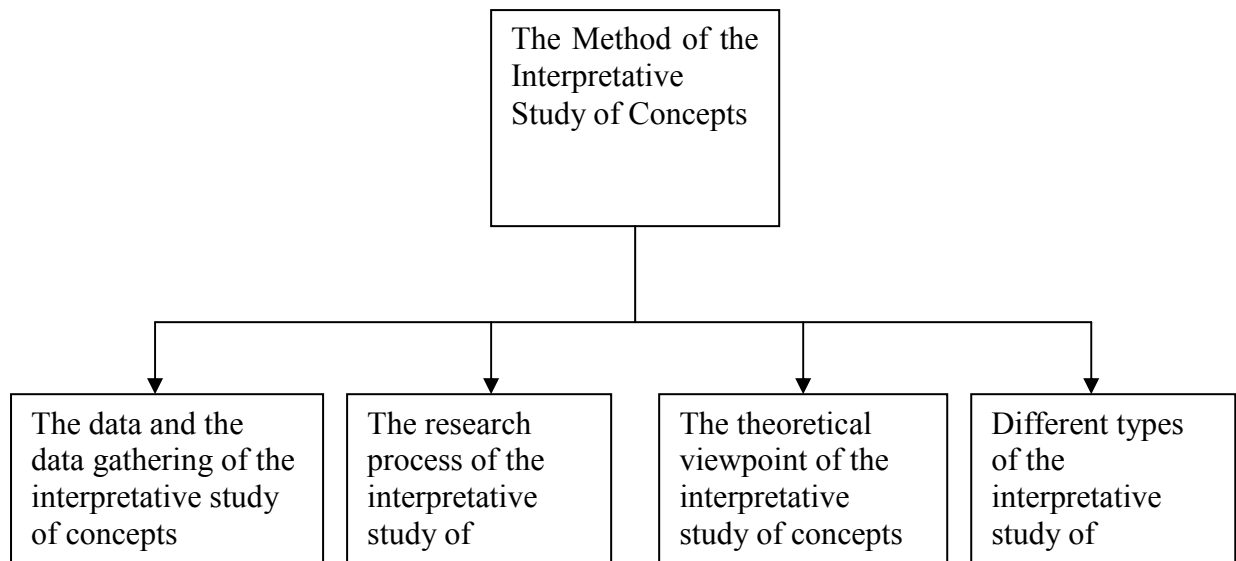 The Method of the
Interpretative
Study of Concepts
The data and the
data gathering of the
interpretative study
of concepts
The research
process of the
interpretative
study of
The theoretical
viewpoint of the
interpretative
study of concepts
Different types
of the
interpretative
study of